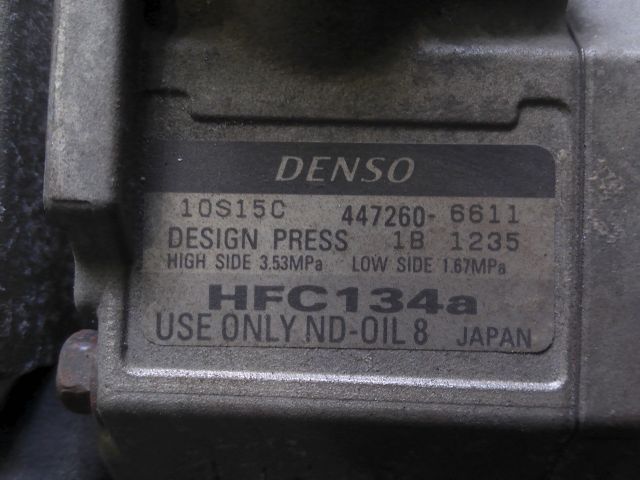 DENSO
10S15C 447260-6611
DESIGN PRESS 1B 1235
HIGH SIDE 3.53MPa LOW SIDE 1.67MPa
HFC134a
USE ONLY ND-OIL 8 JAPAN